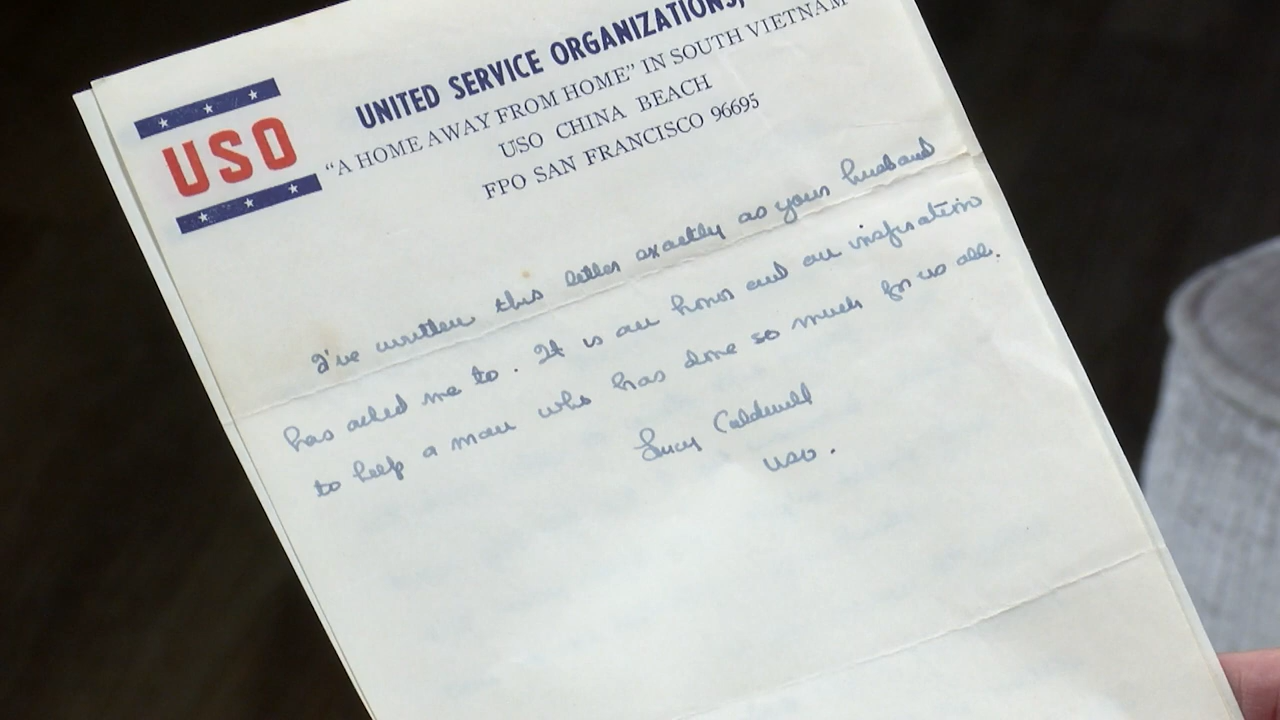 USO
UNITED SERVICE ORGANIZATIONS,
"A HOME AWAY FROM HOME" IN SOUTH VIETNAM
USO CHINA BEACH
FPO SAN FRANCISCO 96695
I've written this letter exactly as your husband
has asked me to. It is an honor and an inspiration
to help a man who has done so much for us all.
Lucy Caldwell
USO.